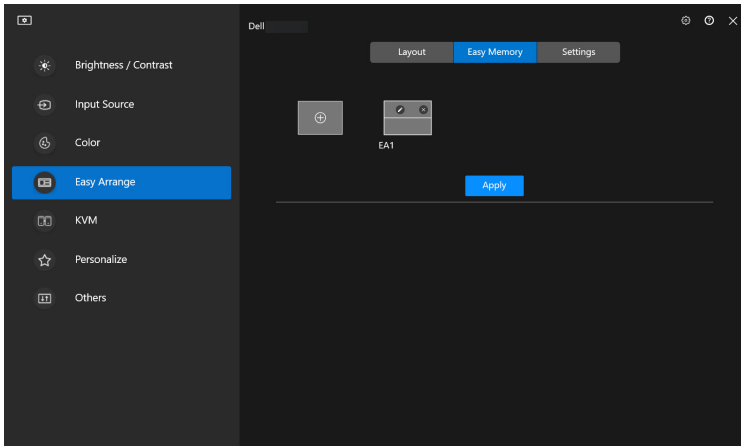 Dell
Layout
Easy Memory
Settings
Brightness / Contrast
Input Source
Color
Easy Arrange
KVM
Personalize
Others
EA1
Apply